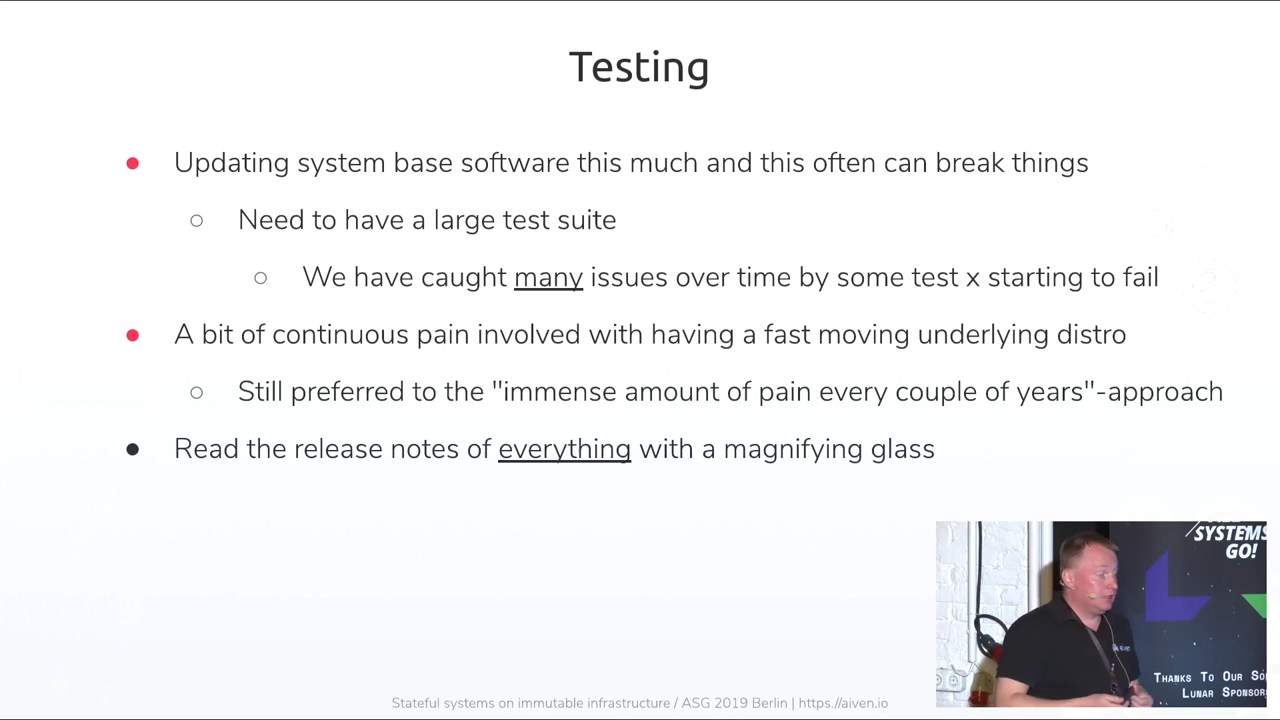 Testing
● Updating system base software this much and this often can break things
○ Need to have a large test suite
○ We have caught many issues over time by some test x starting to fail
● A bit of continuous pain involved with having a fast moving underlying distro
○ Still preferred to the "immense amount of pain every couple of years"-approach
● Read the release notes of everything with a magnifying glass
SYSTEMS
GO!
THANKS TO OUR
LUNAR SPONSORS
Stateful systems on immutable infrastructure / ASG 2019 Berlin | https://aiven.io